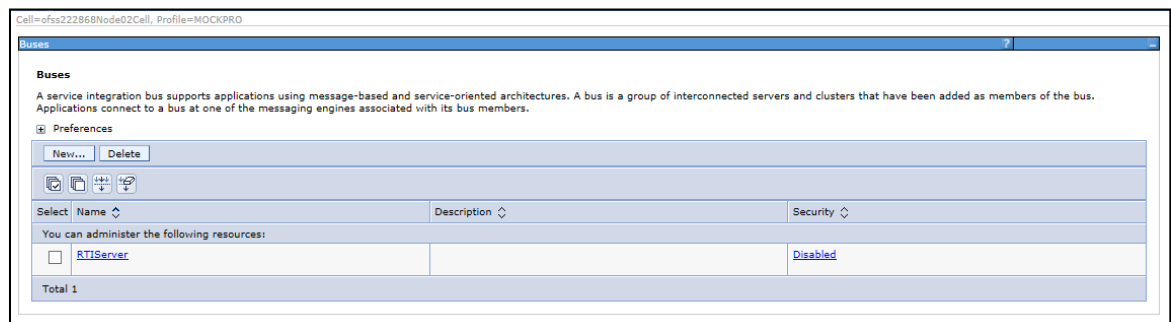 Cell=ofss222868Node02Cell, Profile=MOCKPRO
Buses ? _
Buses
A service integration bus supports applications using message-based and service-oriented architectures. A bus is a group of interconnected servers and clusters that have been added as members of the bus.
Applications connect to a bus at one of the messaging engines associated with its bus members.
+ Preferences
New... Delete
Select Name Description Security
You can administer the following resources:
RTIServer Disabled
Total 1